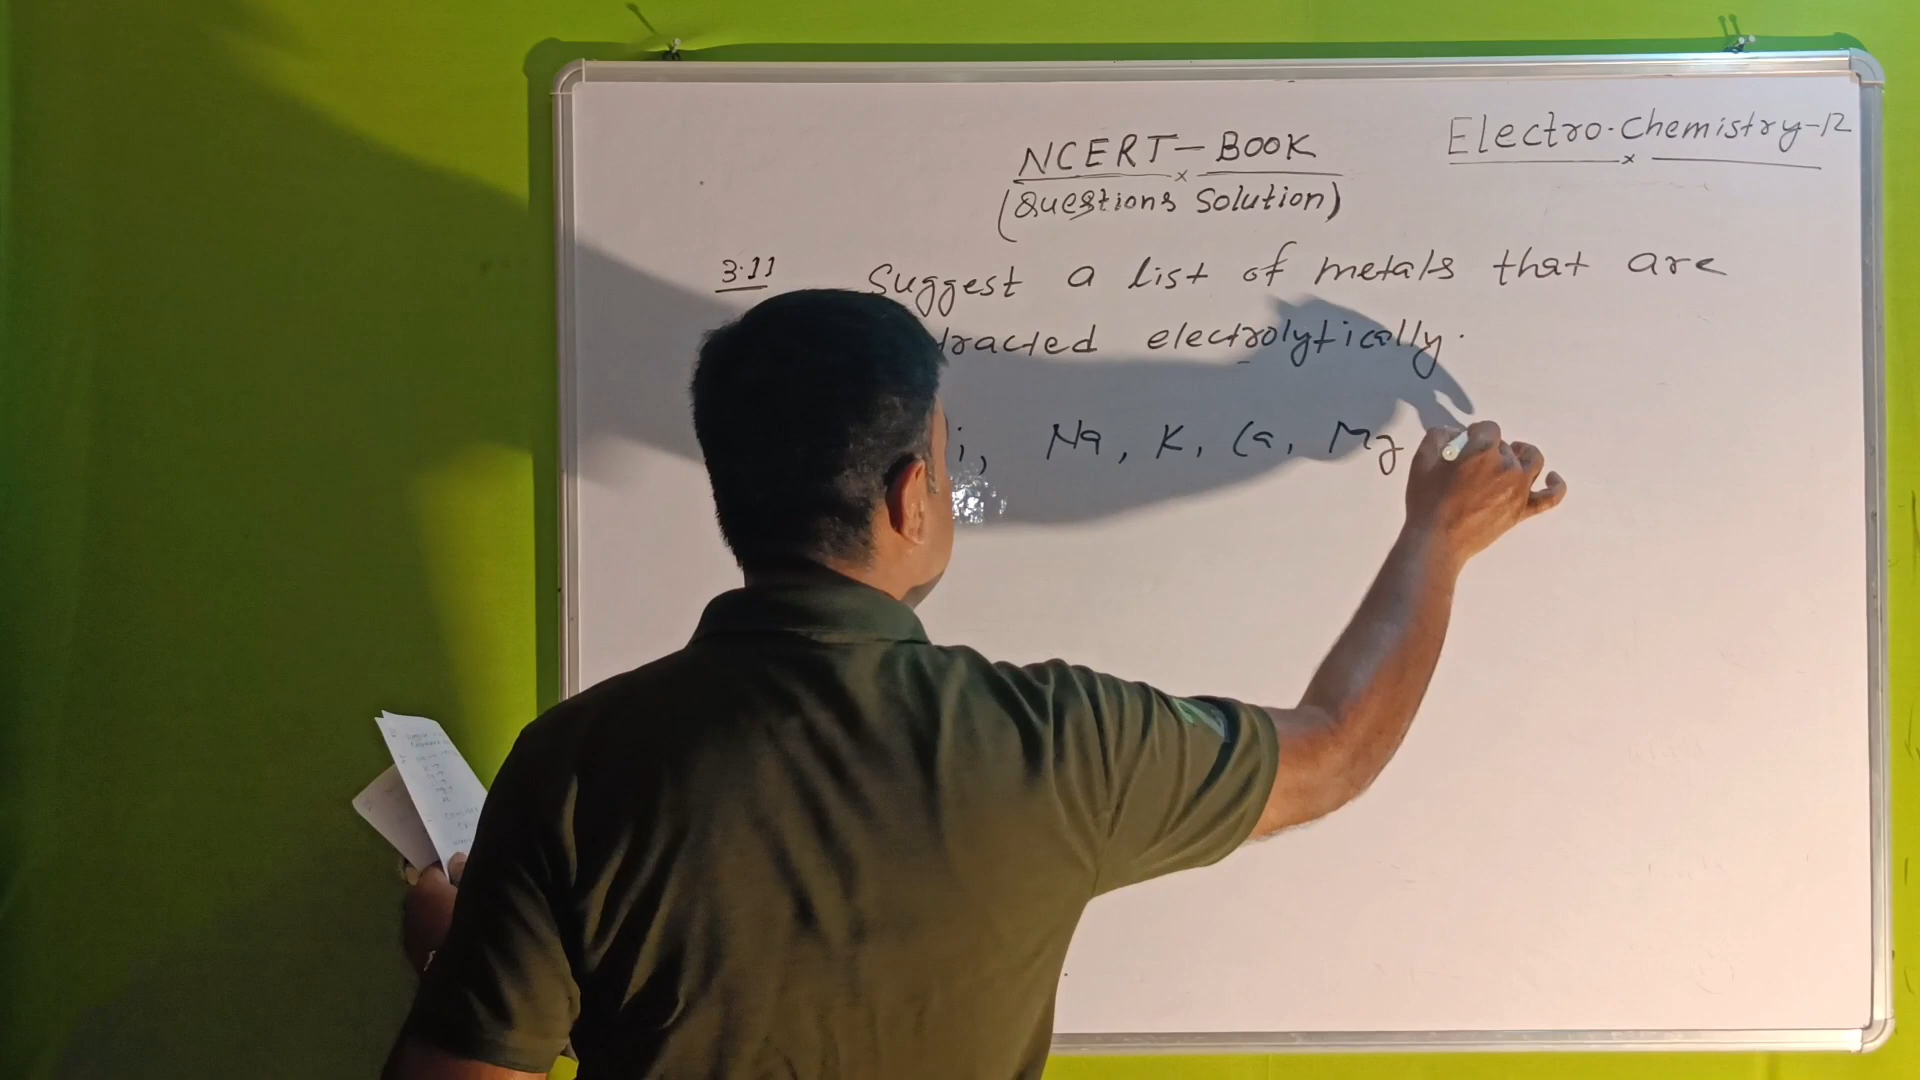 Electro-Chemistry-12
NCERT-BOOK
(Questions Solution)
3.11 Suggest a list of metals that are
tracted electrolytically.
i, Na, K, Ca, Mg